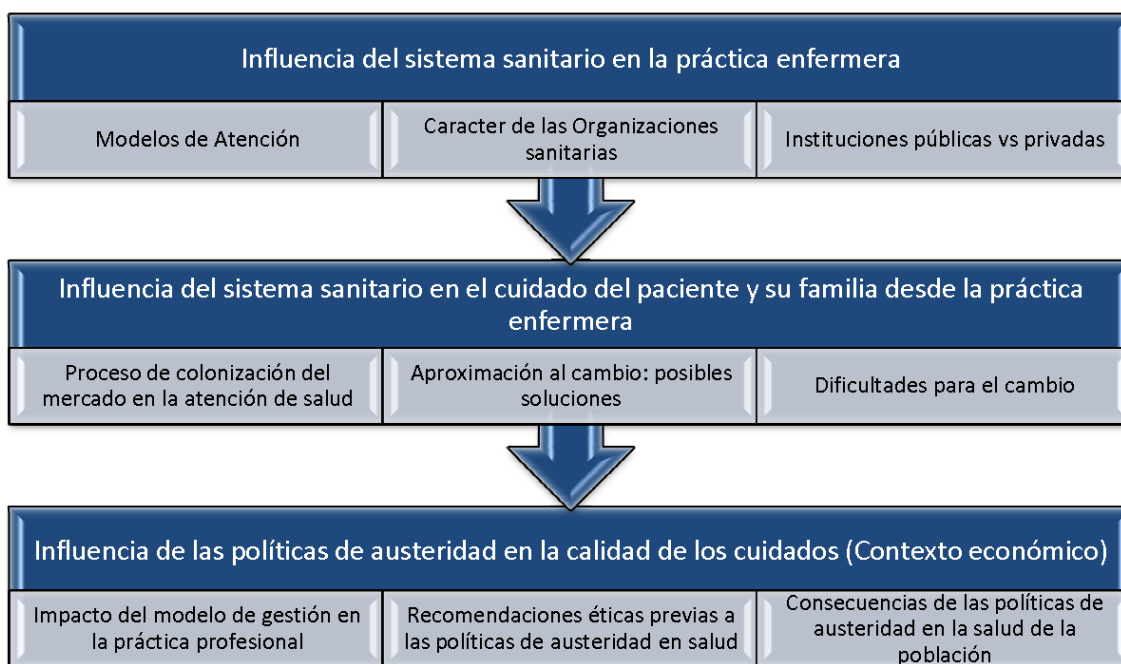 Influencia del sistema sanitario en la práctica enfermera
Modelos de Atención
Caracter de las Organizaciones
sanitarias
Instituciones públicas vs privadas
Influencia del sistema sanitario en el cuidado del paciente y su familia desde la práctica
enfermera
Proceso de colonización del
mercado en la atención de salud
Aproximación al cambio: posibles
soluciones
Dificultades para el cambio
Influencia de las políticas de austeridad en la calidad de los cuidados (Contexto económico)
Impacto del modelo de gestión en
la práctica profesional
Recomendaciones éticas previas a
las políticas de austeridad en salud
Consecuencias de las políticas de
austeridad en la salud de la
población